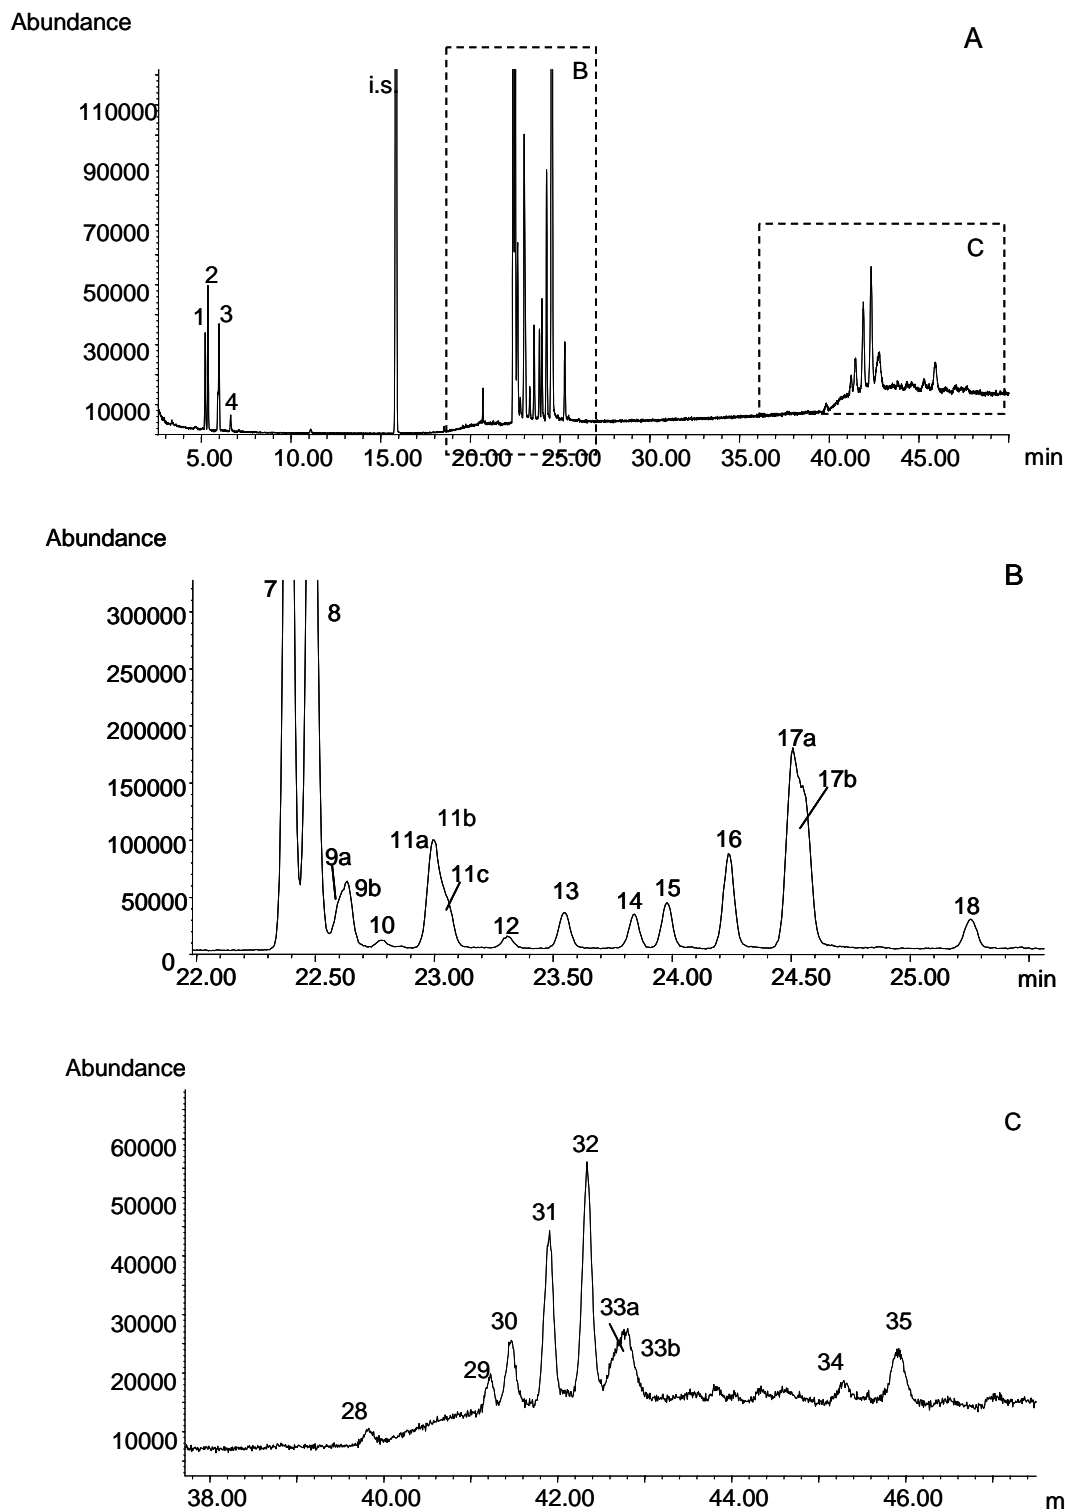 Abundance
A
i.s.
B
110000
90000
70000
50000
30000
10000
1
2
3
4
C
5.00 10.00 15.00 20.00 25.00 30.00 35.00 40.00 45.00 min
Abundance
B
7
8
300000
250000
200000
150000
100000
50000
0
9a
9b
10
11a
11b
11c
12
13
14
15
16
17a
17b
18
22.00 22.50 23.00 23.50 24.00 24.50 25.00 min
Abundance
C
60000
50000
40000
30000
20000
10000
28
29
30
31
32
33a
33b
34
35
38.00 40.00 42.00 44.00 46.00 m